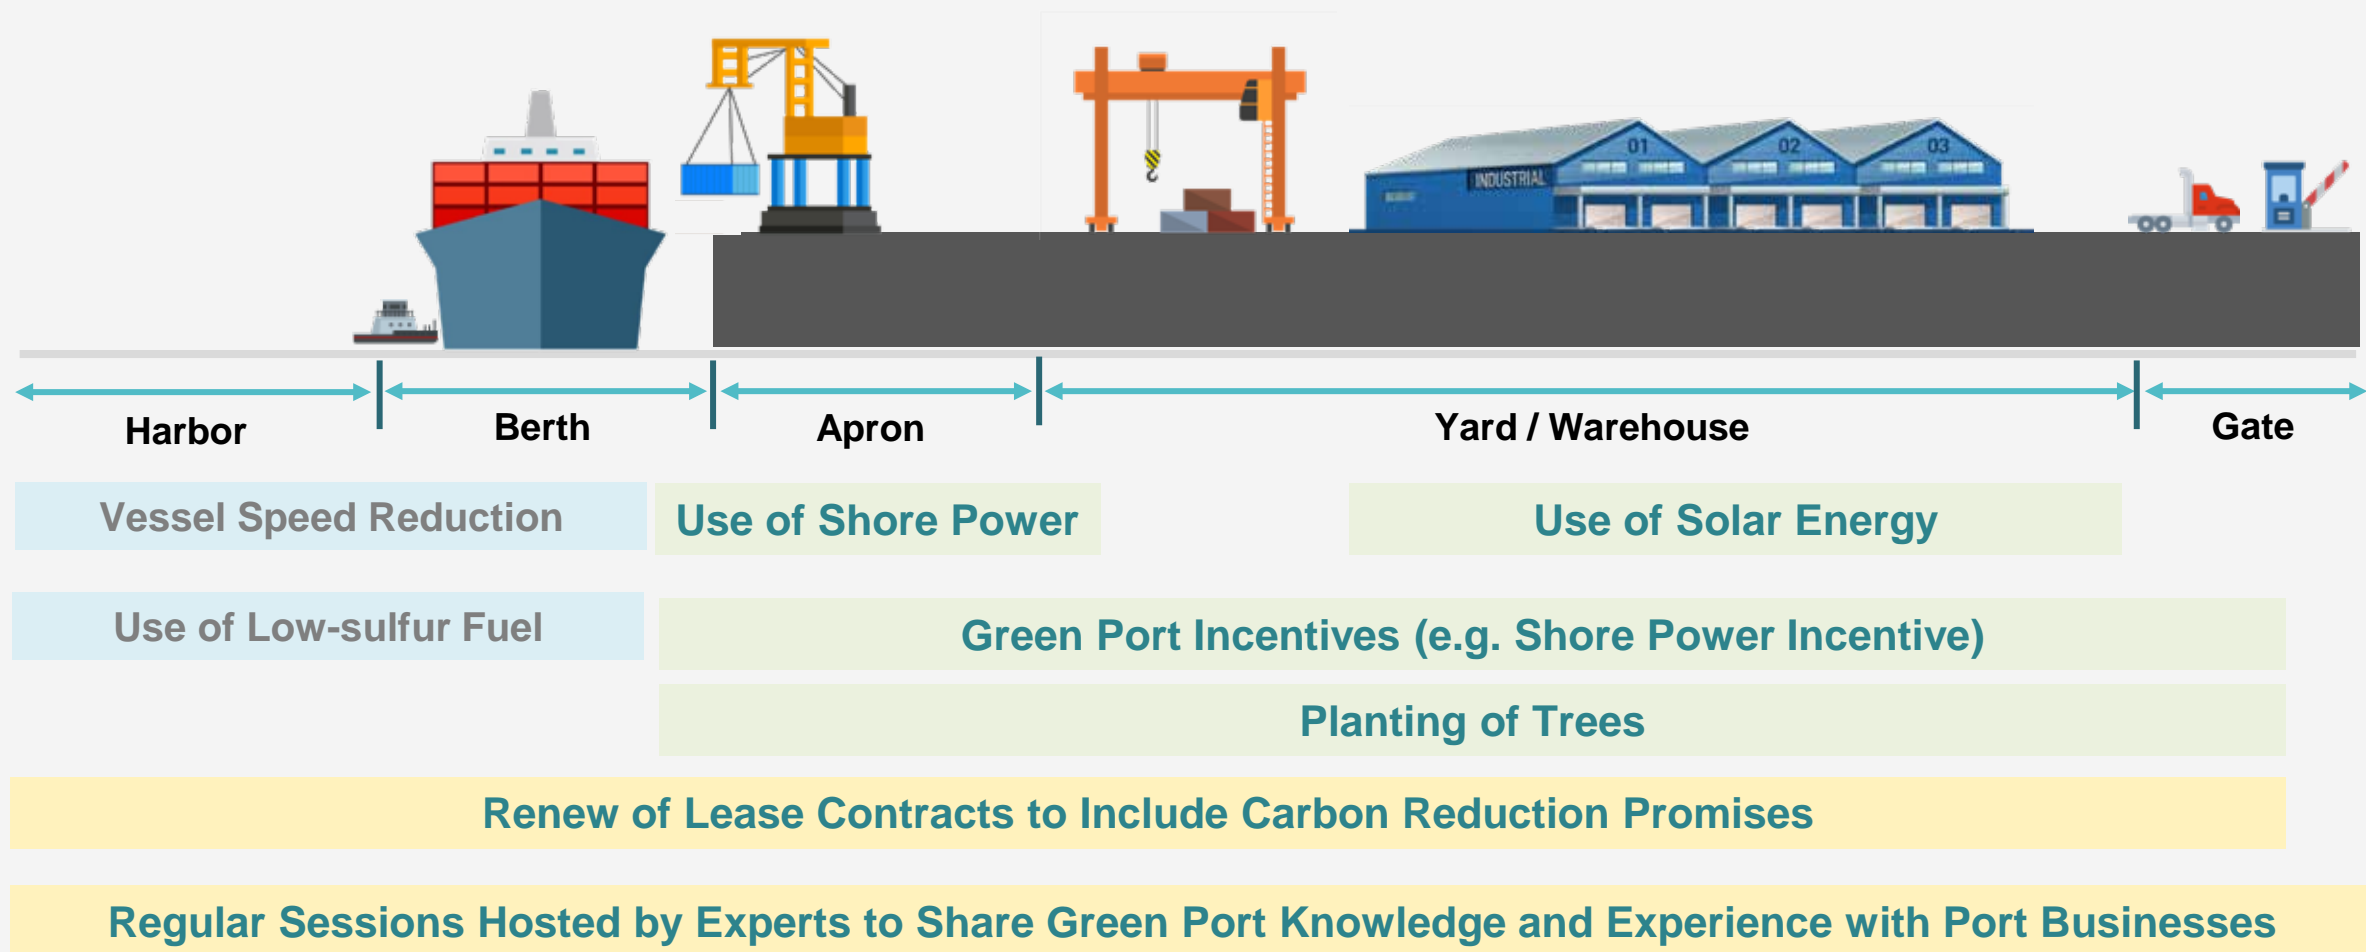 01 02 03
INDUSTRIAL
Harbor Berth Apron Yard / Warehouse Gate
Vessel Speed Reduction Use of Shore Power Use of Solar Energy
Use of Low-sulfur Fuel Green Port Incentives (e.g. Shore Power Incentive)
Planting of Trees
Renew of Lease Contracts to Include Carbon Reduction Promises
Regular Sessions Hosted by Experts to Share Green Port Knowledge and Experience with Port Businesses